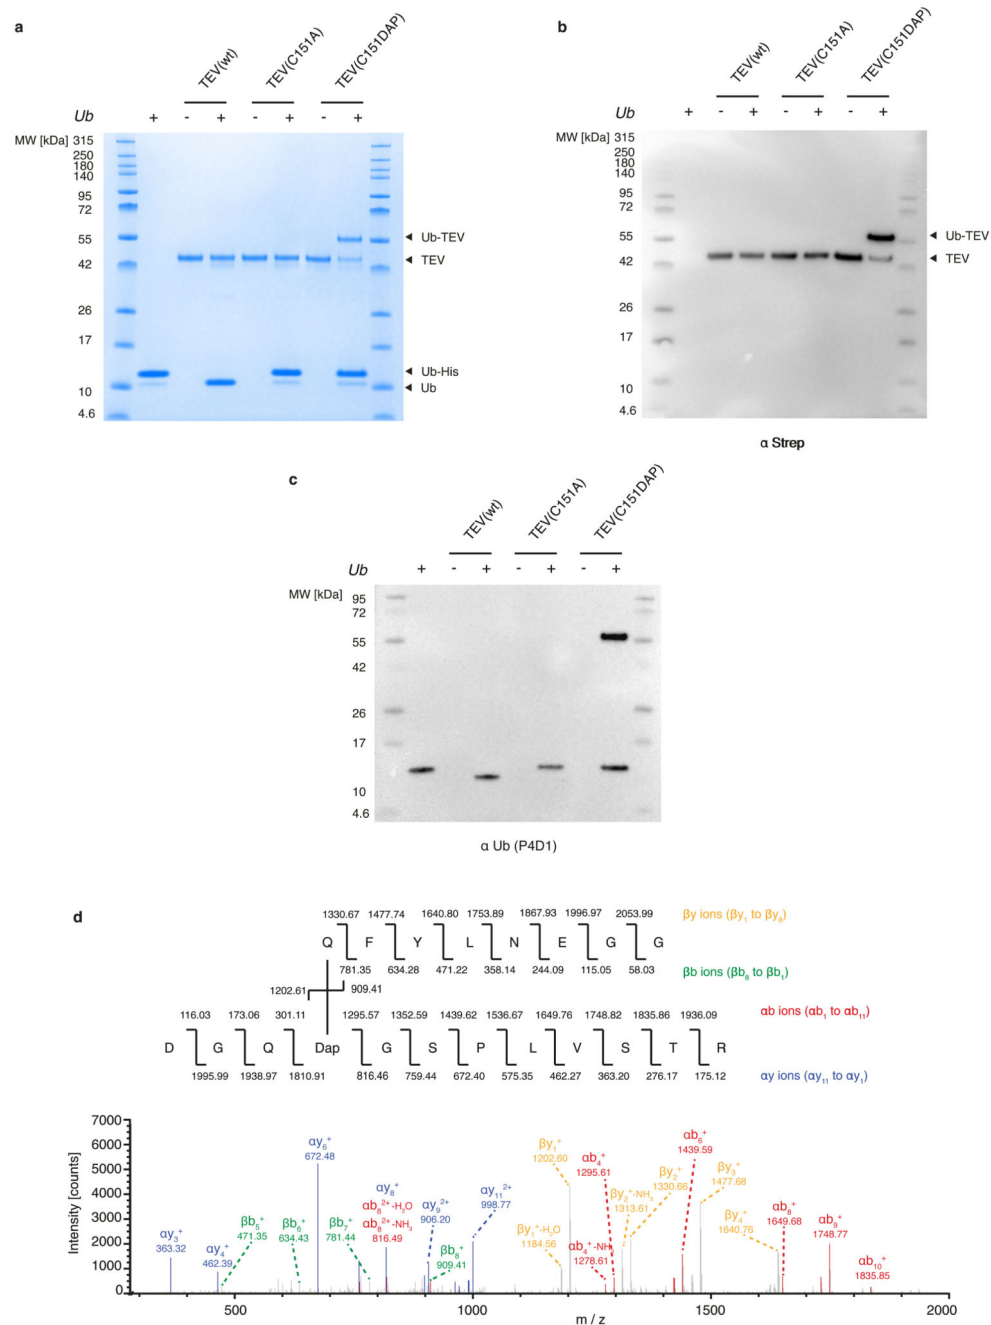 a
TEV(wt)
TEV(C151A)
TEV(C151DAP)
Ub + - + - + - +
MW [kDa]
315
250
180
140
95
72
55
42
26
17
10
4.6
Ub-TEV
TEV
Ub-His
Ub
b
TEV(wt)
TEV(C151A)
TEV(C151DAP)
Ub + - + - + - +
MW [kDa]
315
250
180
140
95
72
55
42
26
17
10
4.6
Ub-TEV
TEV
α Strep
c
TEV(wt)
TEV(C151A)
TEV(C151DAP)
Ub + - + - + - +
MW [kDa]
95
72
55
42
26
17
10
4.6
α Ub (P4D1)
d
1330.67 1477.74 1640.80 1753.89 1867.93 1996.97 2053.99 βy ions (βy₁ to βy₈)
Q F Y L N E G G
781.35 634.28 471.22 358.14 244.09 115.05 58.03 βb ions (βb₈ to βb₁)
1202.61 909.41
116.03 173.06 301.11 1295.57 1352.59 1439.62 1536.67 1649.76 1748.82 1835.86 1936.09 αb ions (αb₁ to αb₁₁)
D G Q Dap G S P L V S T R
1995.99 1938.97 1810.91 816.46 759.44 672.40 575.35 462.27 363.20 276.17 175.12 αy ions (αy₁₁ to αy₁)
Intensity [counts]
7000
6000
5000
4000
3000
2000
1000
0
αy₃⁺
363.32
αy₄⁺
462.39
βb₅⁺
471.35
βb₆⁺
634.43
αy₆⁺
672.48
βb₇⁺
781.44
αy₈⁺
αb₈²⁺-H₂O
αb₈²⁺-NH₃
816.49
αy₉²⁺
906.20
βb₈⁺
909.41
αy₁₁²⁺
998.77
βy₁⁺-H₂O
1184.56
βy₁⁺
1202.60
αb₄⁺-NH₃
1278.61
αb₄⁺
1295.61
βy₂⁺-NH₃
1313.61
βy₂⁺
1330.66
αb₆⁺
1439.59
βy₃⁺
1477.68
βy₄⁺
1640.76
αb₈⁺
1649.68
αb₉⁺
1748.77
αb₁₀⁺
1835.85
500 1000 1500 2000
m / z